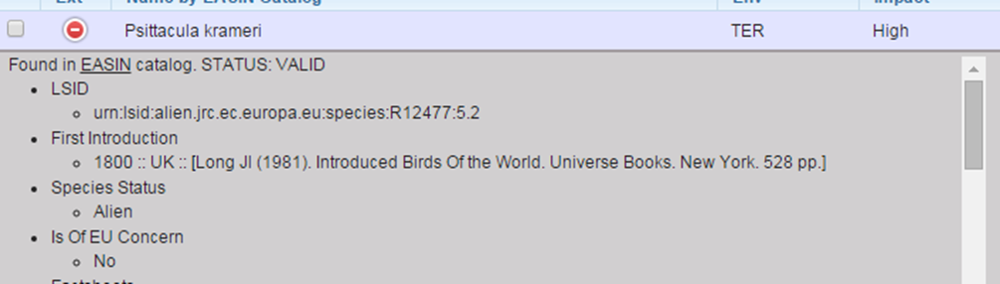 Ext Name by EASIN Catalog Env Impact
Psittacula krameri TER High
Found in EASIN catalog. STATUS: VALID
LSID
urn:lsid:alien.jrc.ec.europa.eu:species:R12477:5.2
First Introduction
1800 :: UK :: [Long Jl (1981). Introduced Birds Of the World. Universe Books. New York. 528 pp.]
Species Status
Alien
Is Of EU Concern
No
Factsheets